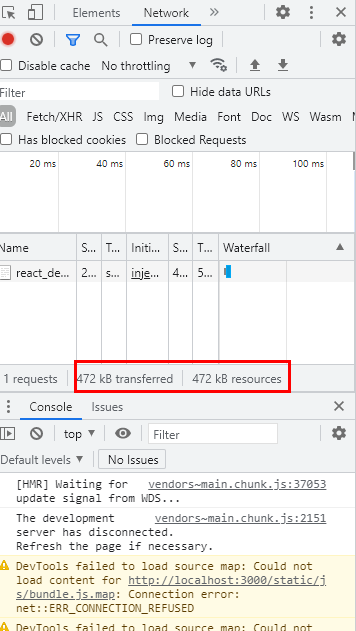 Elements Network »
Preserve log
Disable cache No throttling
Filter Hide data URLs
All Fetch/XHR JS CSS Img Media Font Doc WS Wasm
Has blocked cookies Blocked Requests
20 ms 40 ms 60 ms 80 ms 100 ms
Name S... T... Initi... S... T... Waterfall
react_de... 2... s... inje... 4... 5...
1 requests 472 kB transferred 472 kB resources
Console Issues
top Filter
Default levels No Issues
[HMR] Waiting for vendors~main.chunk.js:37053
update signal from WDS...
The development vendors~main.chunk.js:2151
server has disconnected.
Refresh the page if necessary.
DevTools failed to load source map: Could not
load content for http://localhost:3000/static/j
s/bundle.js.map: Connection error:
net::ERR_CONNECTION_REFUSED
DevTools failed to load source map: Could not